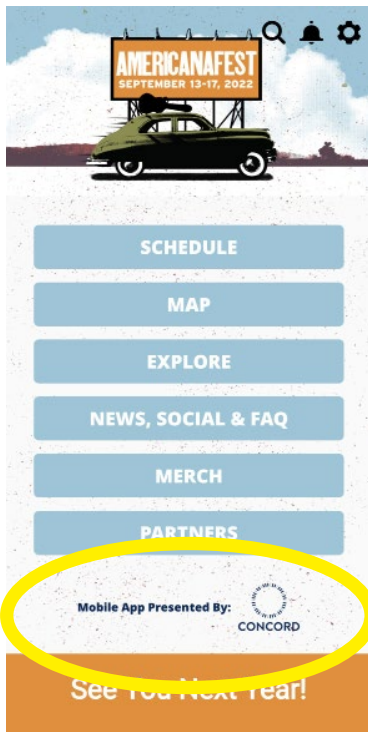 AMERICANAFEST
SEPTEMBER 13-17, 2022
SCHEDULE
MAP
EXPLORE
NEWS, SOCIAL & FAQ
MERCH
PARTNERS
Mobile App Presented By:
CONCORD
See You Next Year!